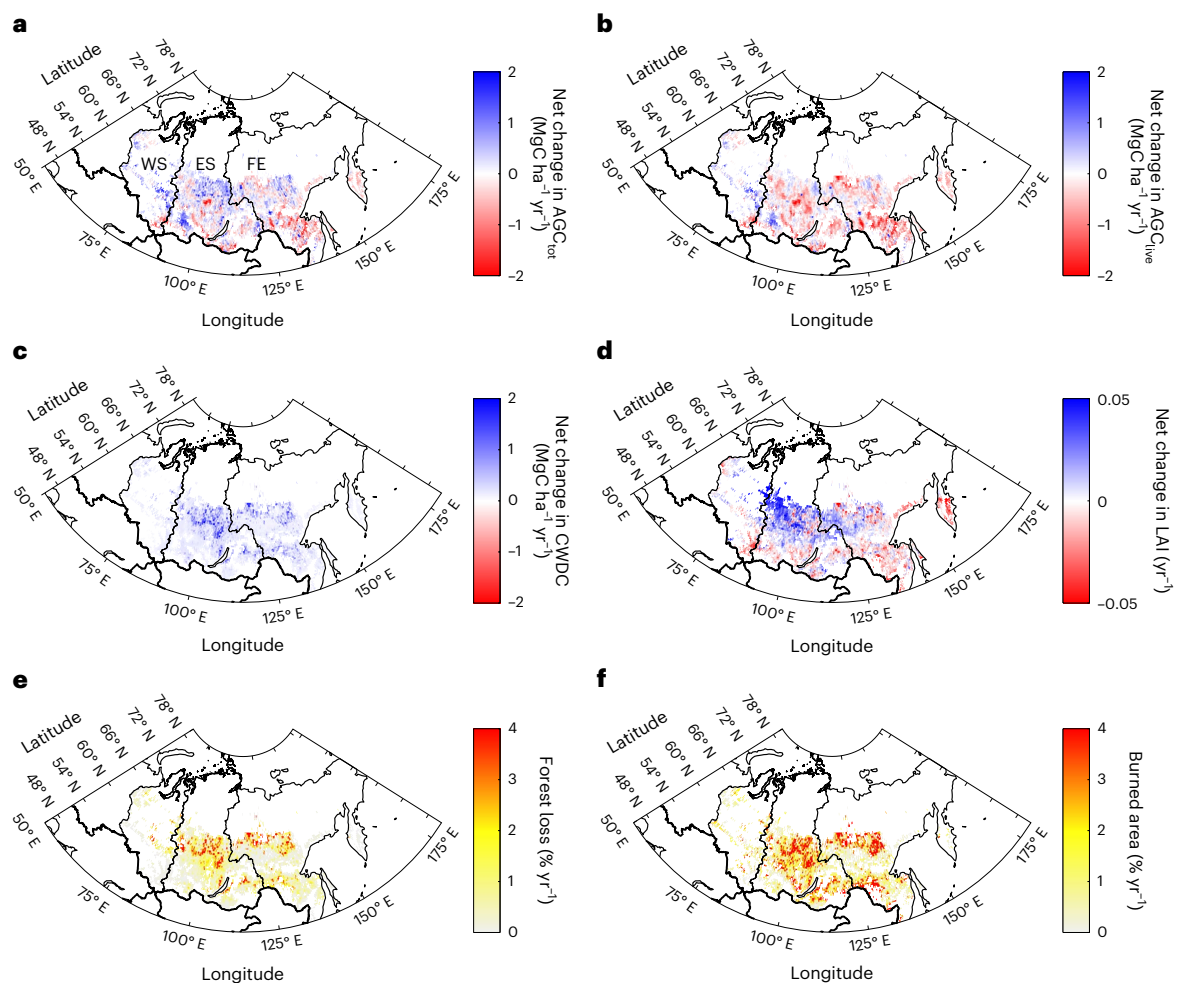 a
Latitude
78° N
72° N
66° N
60° N
54° N
48° N
50° E
75° E
100° E
125° E
150° E
175° E
Longitude
WS
ES
FE
2
1
0
−1
−2
Net change in AGCtot
(MgC ha−1 yr−1)
b
Latitude
78° N
72° N
66° N
60° N
54° N
48° N
50° E
75° E
100° E
125° E
150° E
175° E
Longitude
2
1
0
−1
−2
Net change in AGClive
(MgC ha−1 yr−1)
c
Latitude
78° N
72° N
66° N
60° N
54° N
48° N
50° E
75° E
100° E
125° E
150° E
175° E
Longitude
2
1
0
−1
−2
Net change in CWDC
(MgC ha−1 yr−1)
d
Latitude
78° N
72° N
66° N
60° N
54° N
48° N
50° E
75° E
100° E
125° E
150° E
175° E
Longitude
0.05
0
−0.05
Net change in LAI (yr−1)
e
Latitude
78° N
72° N
66° N
60° N
54° N
48° N
50° E
75° E
100° E
125° E
150° E
175° E
Longitude
4
3
2
1
0
Forest loss (% yr−1)
f
Latitude
78° N
72° N
66° N
60° N
54° N
48° N
50° E
75° E
100° E
125° E
150° E
175° E
Longitude
4
3
2
1
0
Burned area (% yr−1)